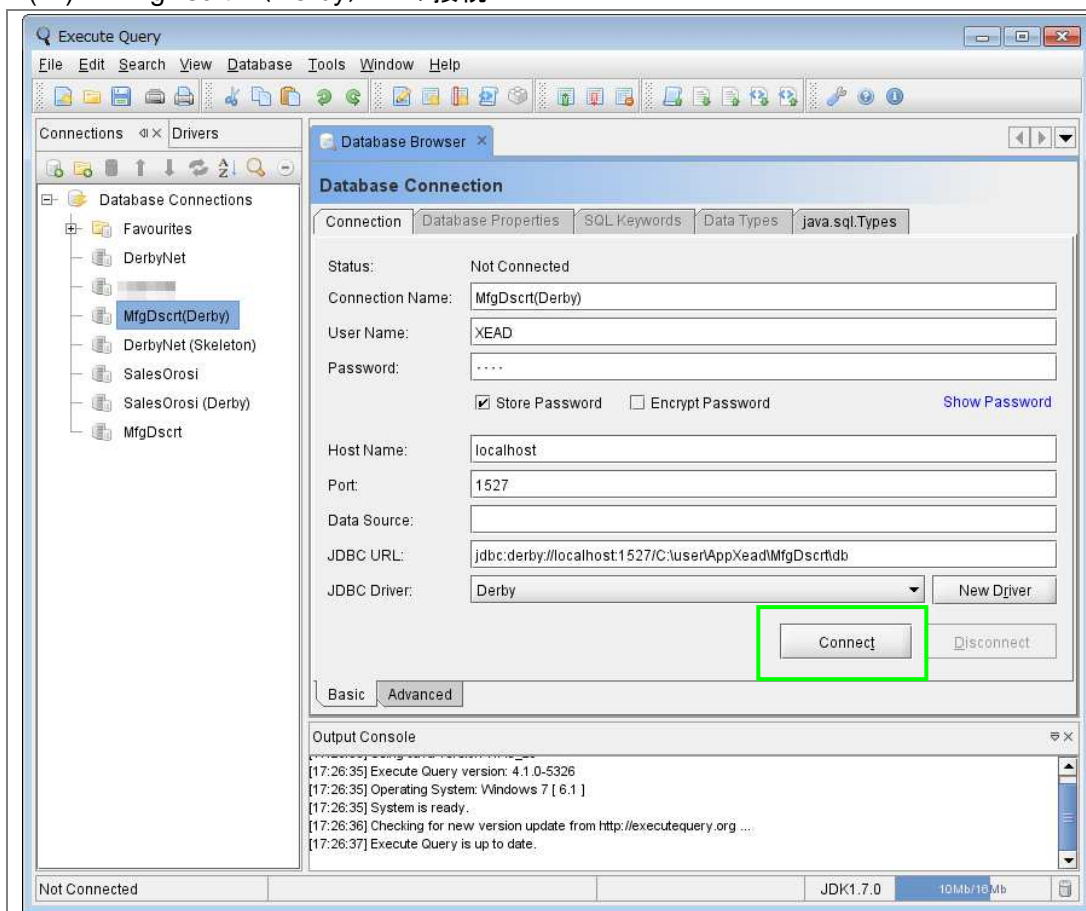 Execute Query
File Edit Search View Database Tools Window Help
Connections Drivers
Database Connections
Favourites
DerbyNet
MfgDscrt(Derby)
DerbyNet (Skeleton)
SalesOrosi
SalesOrosi (Derby)
MfgDscrt
Database Browser
Database Connection
Connection Database Properties SQL Keywords Data Types java.sql.Types
Status: Not Connected
Connection Name: MfgDscrt(Derby)
User Name: XEAD
Password: ····
Store Password Encrypt Password Show Password
Host Name: localhost
Port: 1527
Data Source:
JDBC URL: jdbc:derby://localhost:1527/C:\user\AppXead\MfgDscrt\db
JDBC Driver: Derby New Driver
Connect Disconnect
Basic Advanced
Output Console
[17:26:35] Execute Query version: 4.1.0-5326
[17:26:35] Operating System: Windows 7 [ 6.1 ]
[17:26:35] System is ready.
[17:26:36] Checking for new version update from http://executequery.org ...
[17:26:37] Execute Query is up to date.
Not Connected JDK1.7.0 10Mb/16Mb